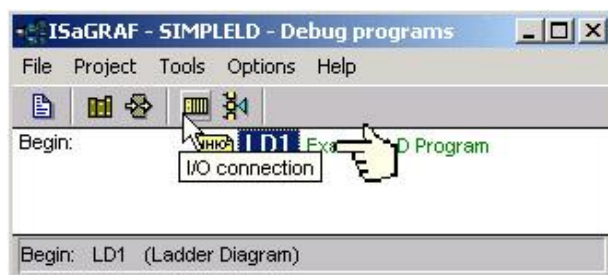 ISaGRAF - SIMPLELD - Debug programs
File Project Tools Options Help
Begin: LD1 Program
I/O connection
Begin: LD1 (Ladder Diagram)